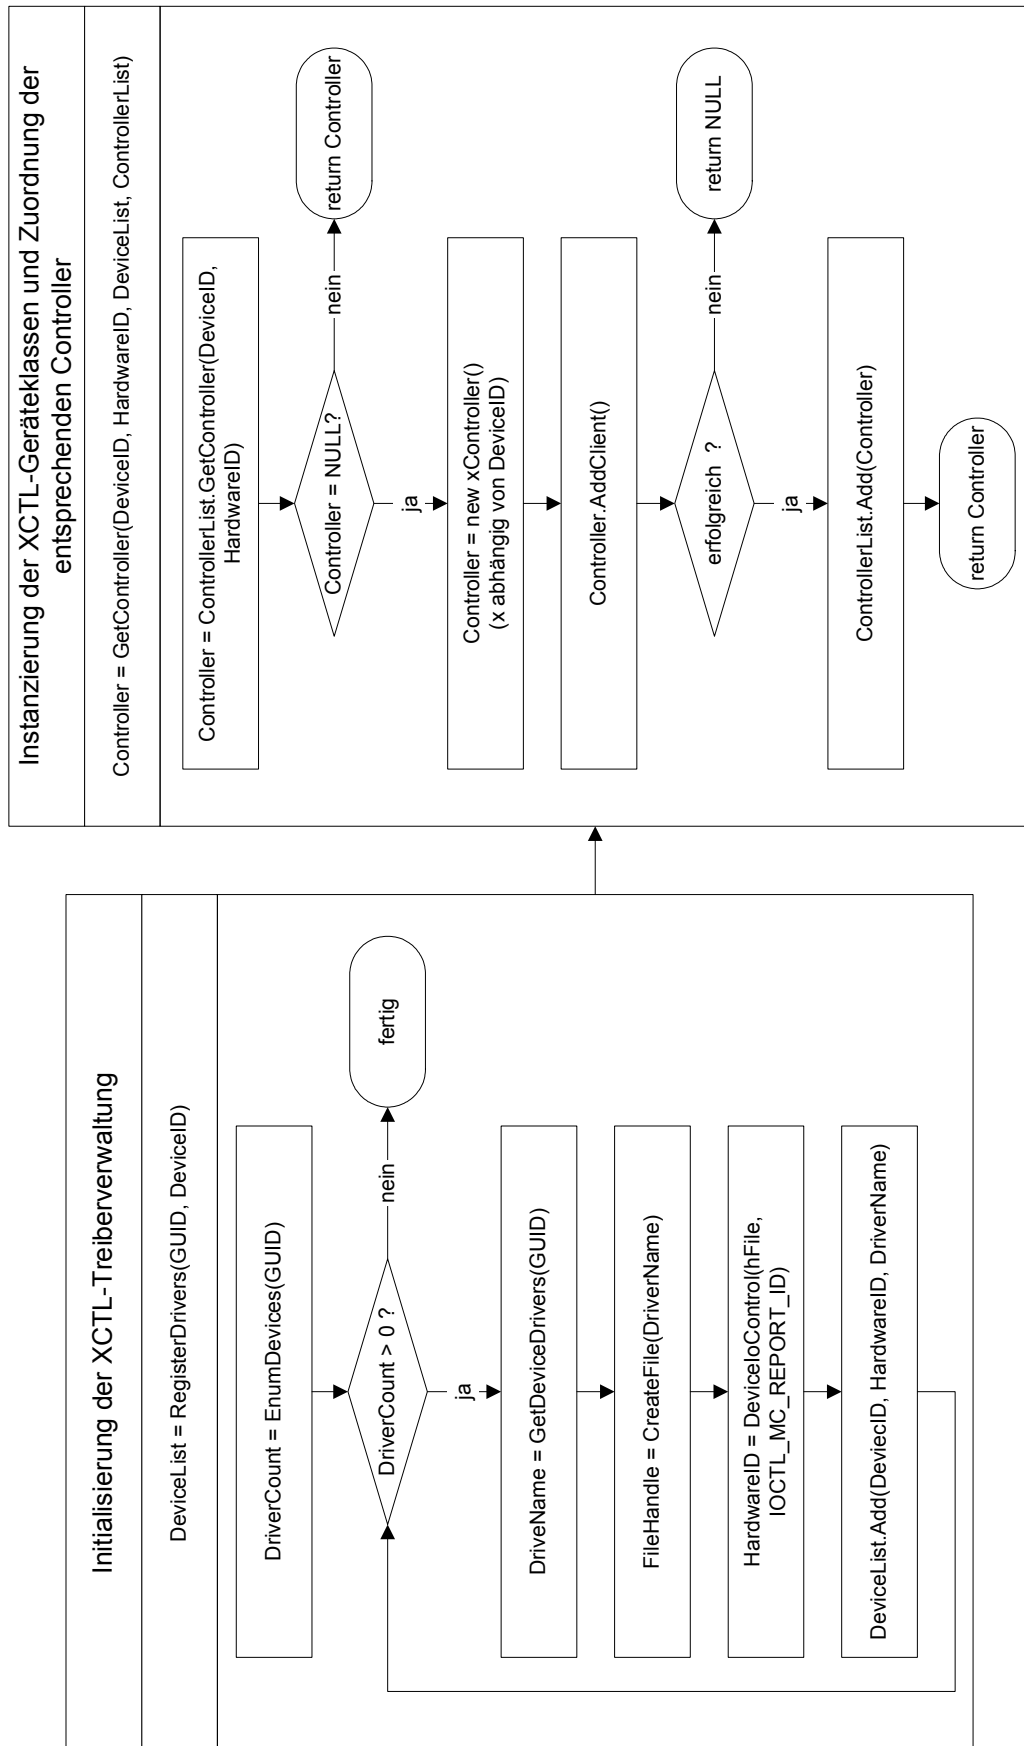 Initialisierung der XCTL-Treiberverwaltung
DeviceList = RegisterDrivers(GUID, DeviceID)
DriverCount = EnumDevices(GUID)
DriverCount > 0 ?
nein
fertig
ja
DriveName = GetDeviceDrivers(GUID)
FileHandle = CreateFile(DriverName)
HardwareID = DeviceIoControl(hFile,
IOCTL_MC_REPORT_ID)
DeviceList.Add(DeviecID, HardwareID, DriverName)
Instanzierung der XCTL-Geräteklassen und Zuordnung der
entsprechenden Controller
Controller = GetController(DeviceID, HardwareID, DeviceList, ControllerList)
Controller = ControllerList.GetController(DeviceID,
HardwareID)
Controller = NULL?
nein
return Controller
ja
Controller = new xController()
(x abhängig von DeviceID)
Controller.AddClient()
erfolgreich ?
nein
return NULL
ja
ControllerList.Add(Controller)
return Controller